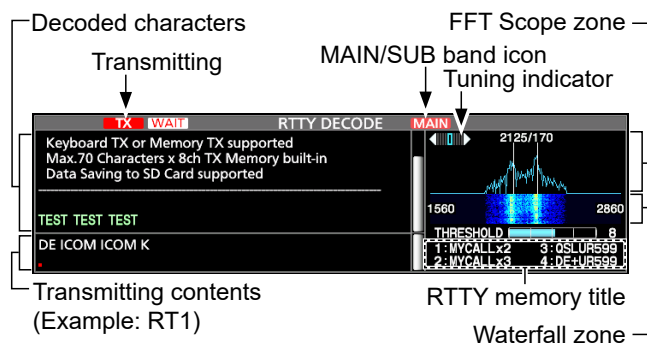 Decoded characters
FFT Scope zone
Transmitting
MAIN/SUB band icon
Tuning indicator
TX WAIT RTTY DECODE MAIN
Keyboard TX or Memory TX supported
Max.70 Characters x 8ch TX Memory built-in
Data Saving to SD Card supported
TEST TEST TEST
DE ICOM ICOM K
2125/170
1560 2860
THRESHOLD 8
1:MYCALLx2 3:QSLUR599
2:MYCALLx3 4:DE+UR599
Transmitting contents
(Example: RT1)
RTTY memory title
Waterfall zone